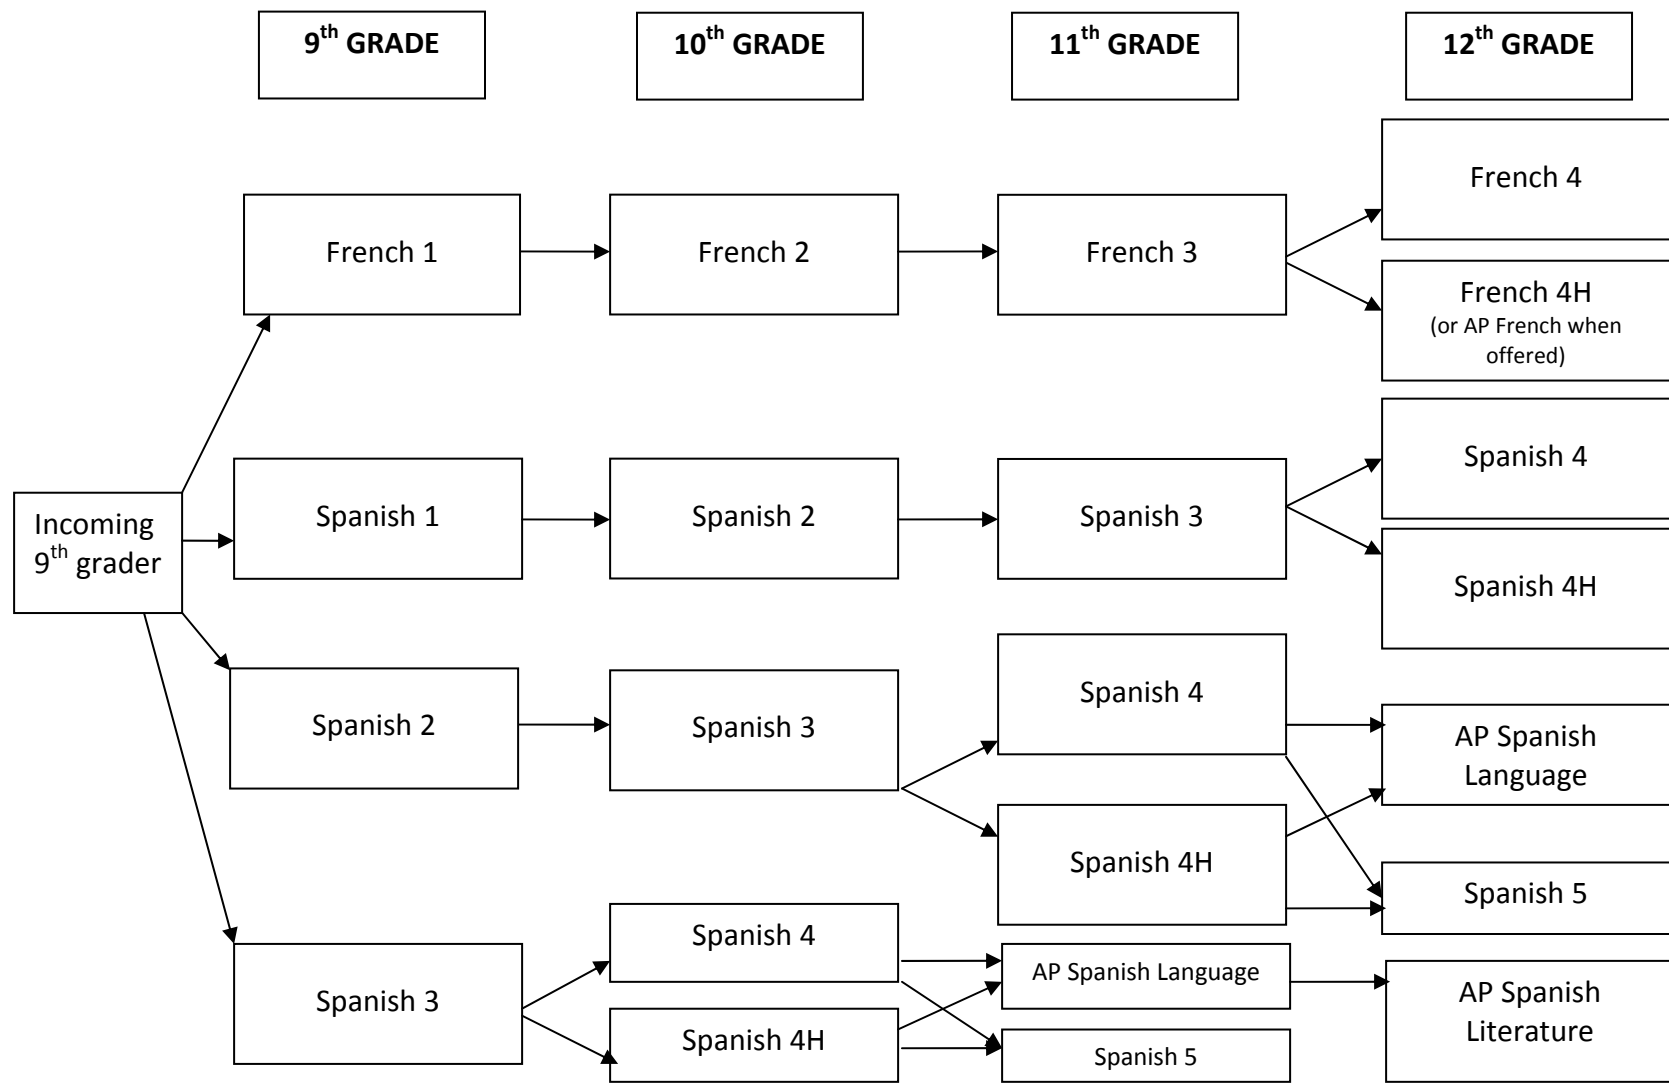 9th GRADE
10th GRADE
11th GRADE
12th GRADE
French 1
French 2
French 3
French 4
French 4H
(or AP French when
offered)
Incoming
9th grader
Spanish 1
Spanish 2
Spanish 3
Spanish 4
Spanish 4H
Spanish 2
Spanish 3
Spanish 4
Spanish 4H
AP Spanish
Language
Spanish 5
Spanish 3
Spanish 4
Spanish 4H
AP Spanish Language
Spanish 5
AP Spanish
Literature